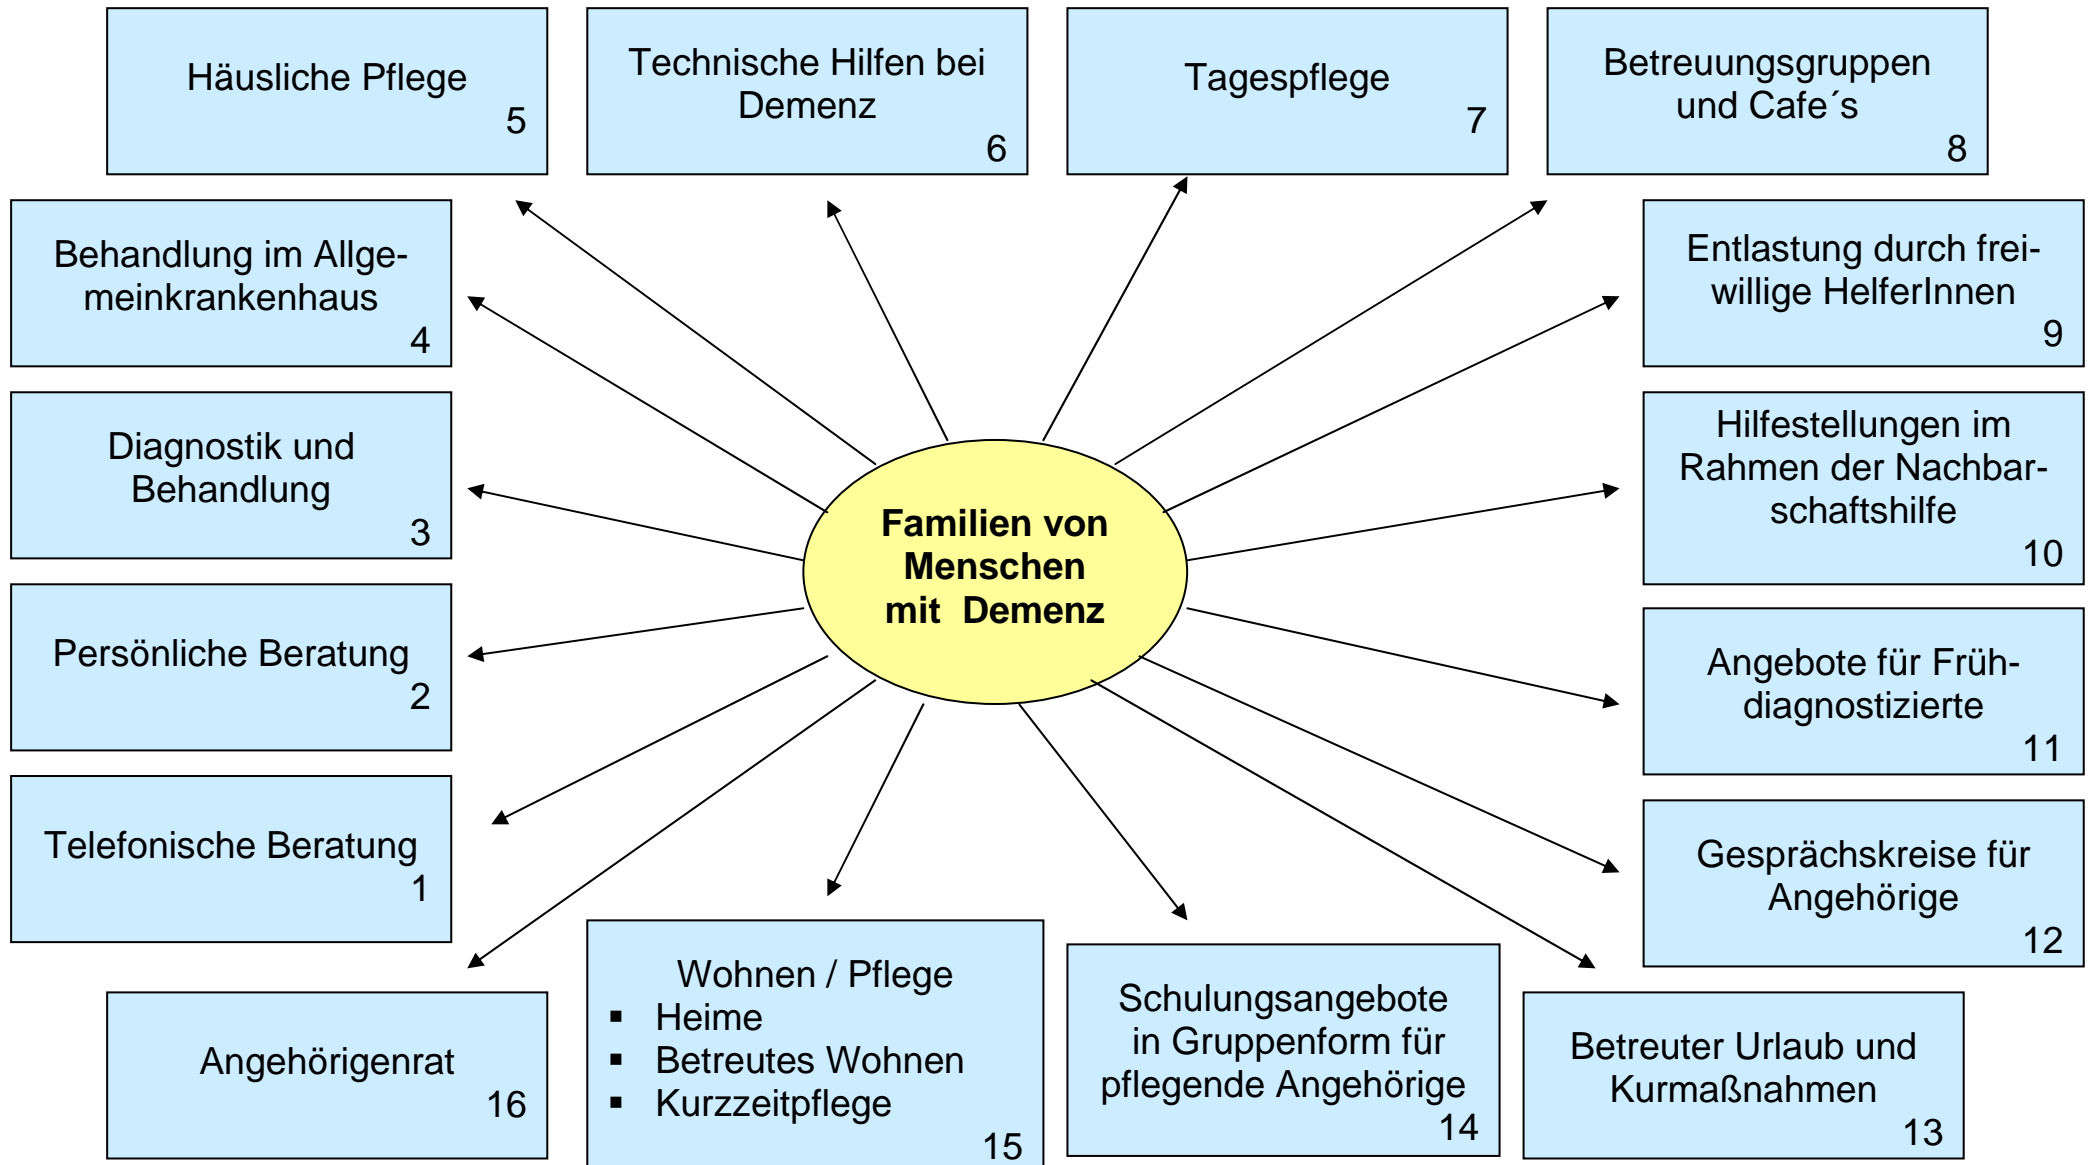 Häusliche Pflege
5
Technische Hilfen bei
Demenz
6
Tagespflege
7
Betreuungsgruppen
und Cafe´s
8
Behandlung im Allge-
meinkrankenhaus
4
Entlastung durch frei-
willige HelferInnen
9
Diagnostik und
Behandlung
3
Hilfestellungen im
Rahmen der Nachbar-
schaftshilfe
10
Familien von
Menschen
mit  Demenz
Persönliche Beratung
2
Angebote für Früh-
diagnostizierte
11
Telefonische Beratung
1
Gesprächskreise für
Angehörige
12
Angehörigenrat
16
Wohnen / Pflege
▪ Heime
▪ Betreutes Wohnen
▪ Kurzzeitpflege
15
Schulungsangebote
in Gruppenform für
pflegende Angehörige
14
Betreuter Urlaub und
Kurmaßnahmen
13